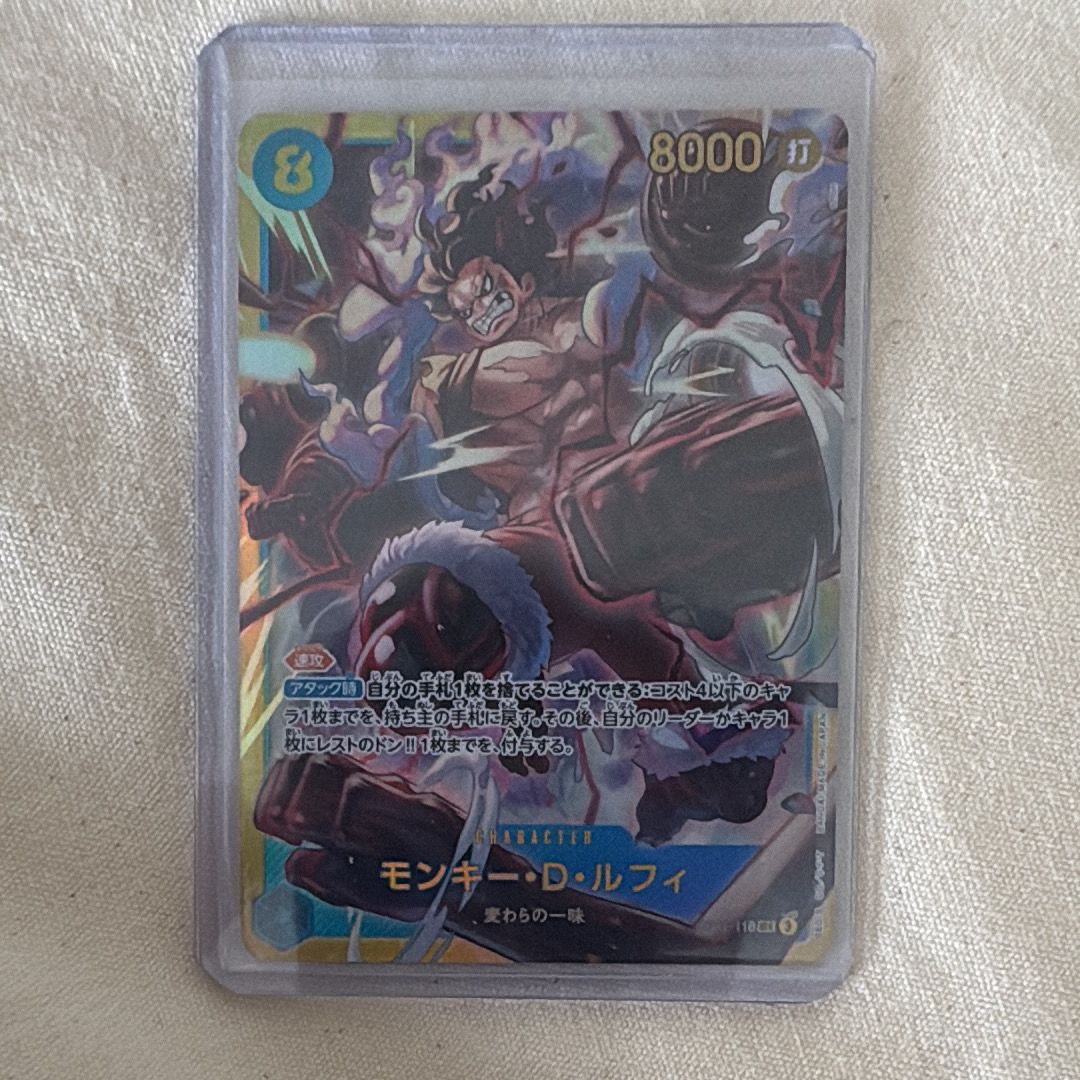 8
8000 打
速攻
アタック時 自分の手札1枚を捨てることができる:コスト4以下のキャ
ラ1枚までを、持ち主の手札に戻す。その後、自分のリーダーかキャラ1
枚にレストのドン!!1枚までを、付与する。
CHARACTER
モンキー・D・ルフィ
麦わらの一味
3